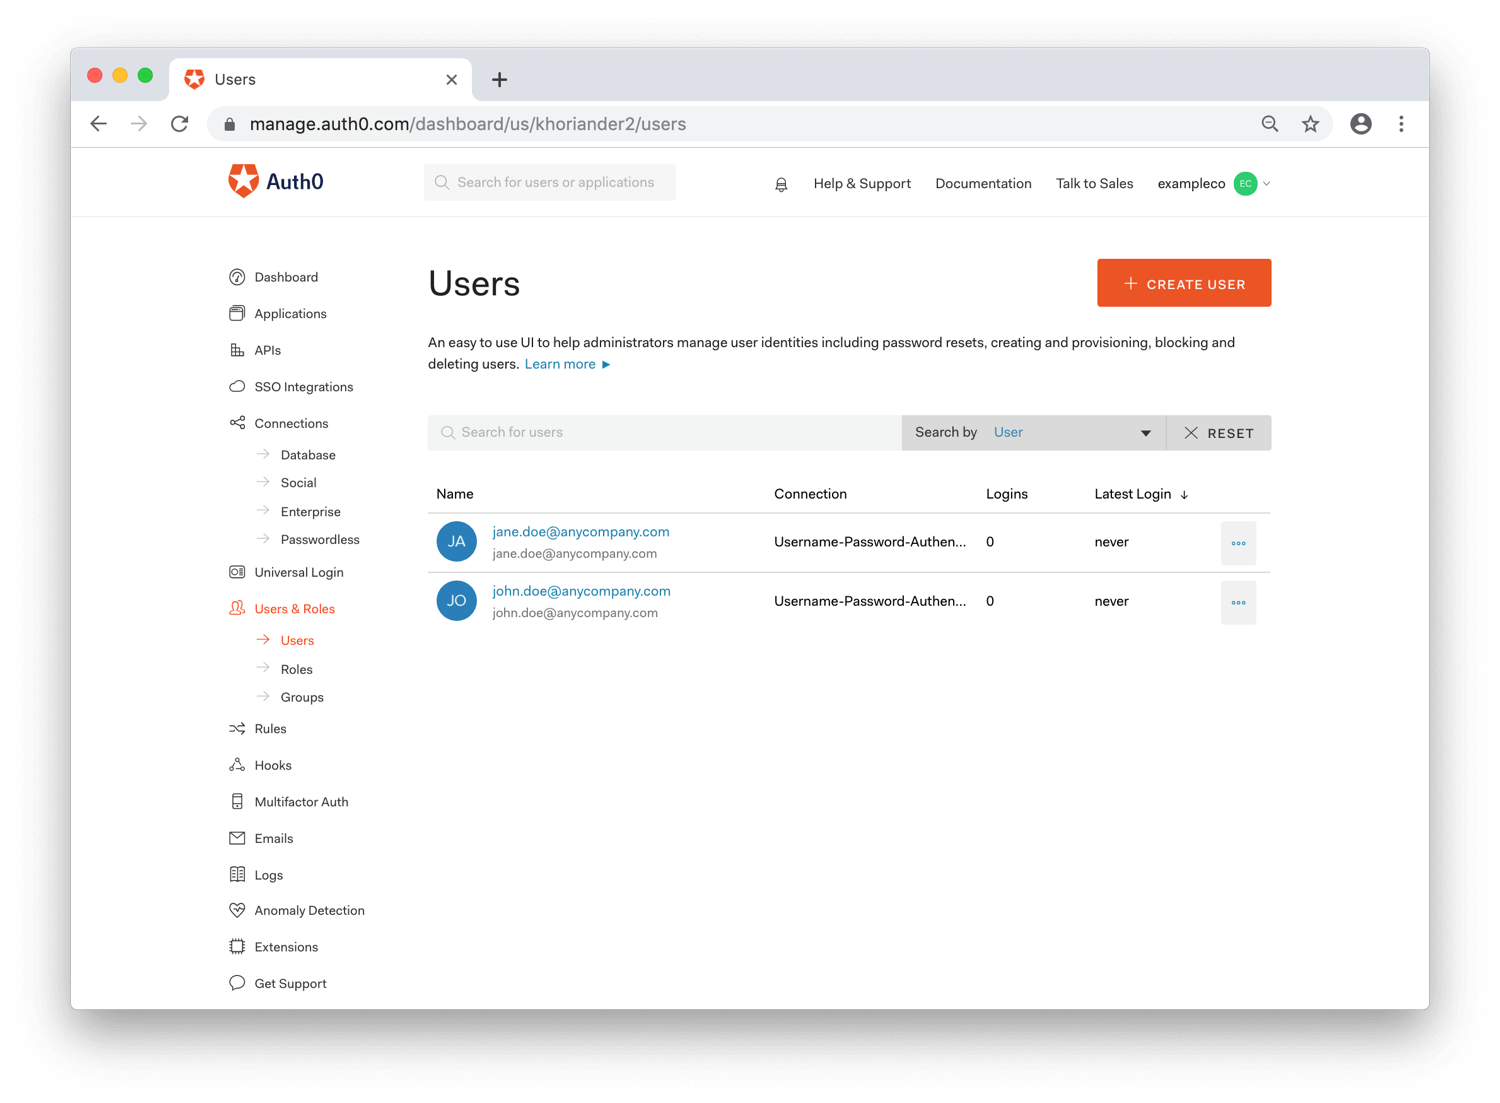 Users
manage.auth0.com/dashboard/us/khoriander2/users
Auth0
Search for users or applications
Help & Support
Documentation
Talk to Sales
exampleco
EC
Dashboard
Applications
APIs
SSO Integrations
Connections
Database
Social
Enterprise
Passwordless
Universal Login
Users & Roles
Users
Roles
Groups
Rules
Hooks
Multifactor Auth
Emails
Logs
Anomaly Detection
Extensions
Get Support
Users
CREATE USER
An easy to use UI to help administrators manage user identities including password resets, creating and provisioning, blocking and
deleting users. Learn more
Search for users
Search by User
RESET
Name Connection Logins Latest Login
JA
jane.doe@anycompany.com
jane.doe@anycompany.com
Username-Password-Authen... 0 never
JO
john.doe@anycompany.com
john.doe@anycompany.com
Username-Password-Authen... 0 never